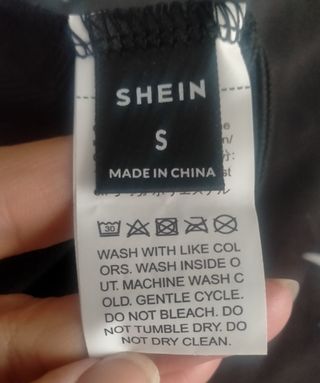 SHEIN
S
MADE IN CHINA
30
WASH WITH LIKE COL
ORS. WASH INSIDE O
UT. MACHINE WASH C
OLD. GENTLE CYCLE.
DO NOT BLEACH. DO
NOT TUMBLE DRY. DO
NOT DRY CLEAN.